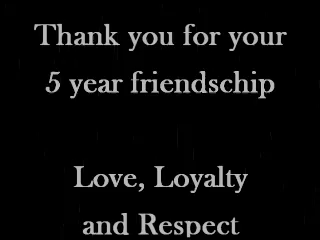 Thank you for your
5 year friendschip
Love, Loyalty
and Respect